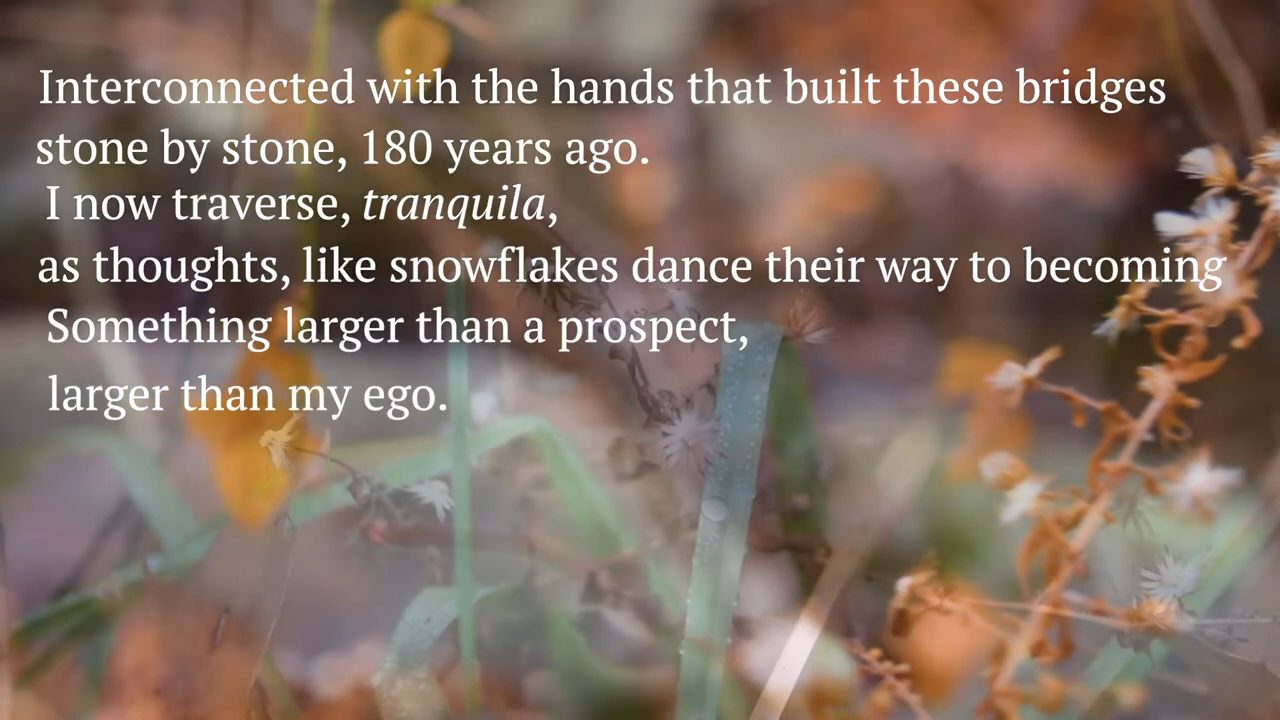 Interconnected with the hands that built these bridges
stone by stone, 180 years ago.
I now traverse, tranquila,
as thoughts, like snowflakes dance their way to becoming
Something larger than a prospect,
larger than my ego.